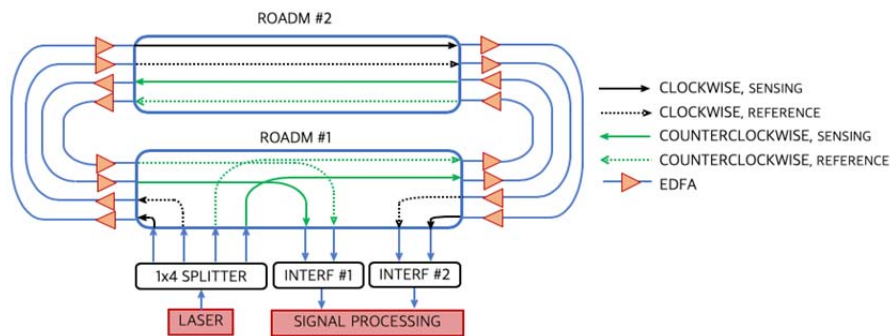 ROADM #2
CLOCKWISE, SENSING
CLOCKWISE, REFERENCE
COUNTERCLOCKWISE, SENSING
COUNTERCLOCKWISE, REFERENCE
EDFA
ROADM #1
1x4 SPLITTER
INTERF #1
INTERF #2
LASER
SIGNAL PROCESSING